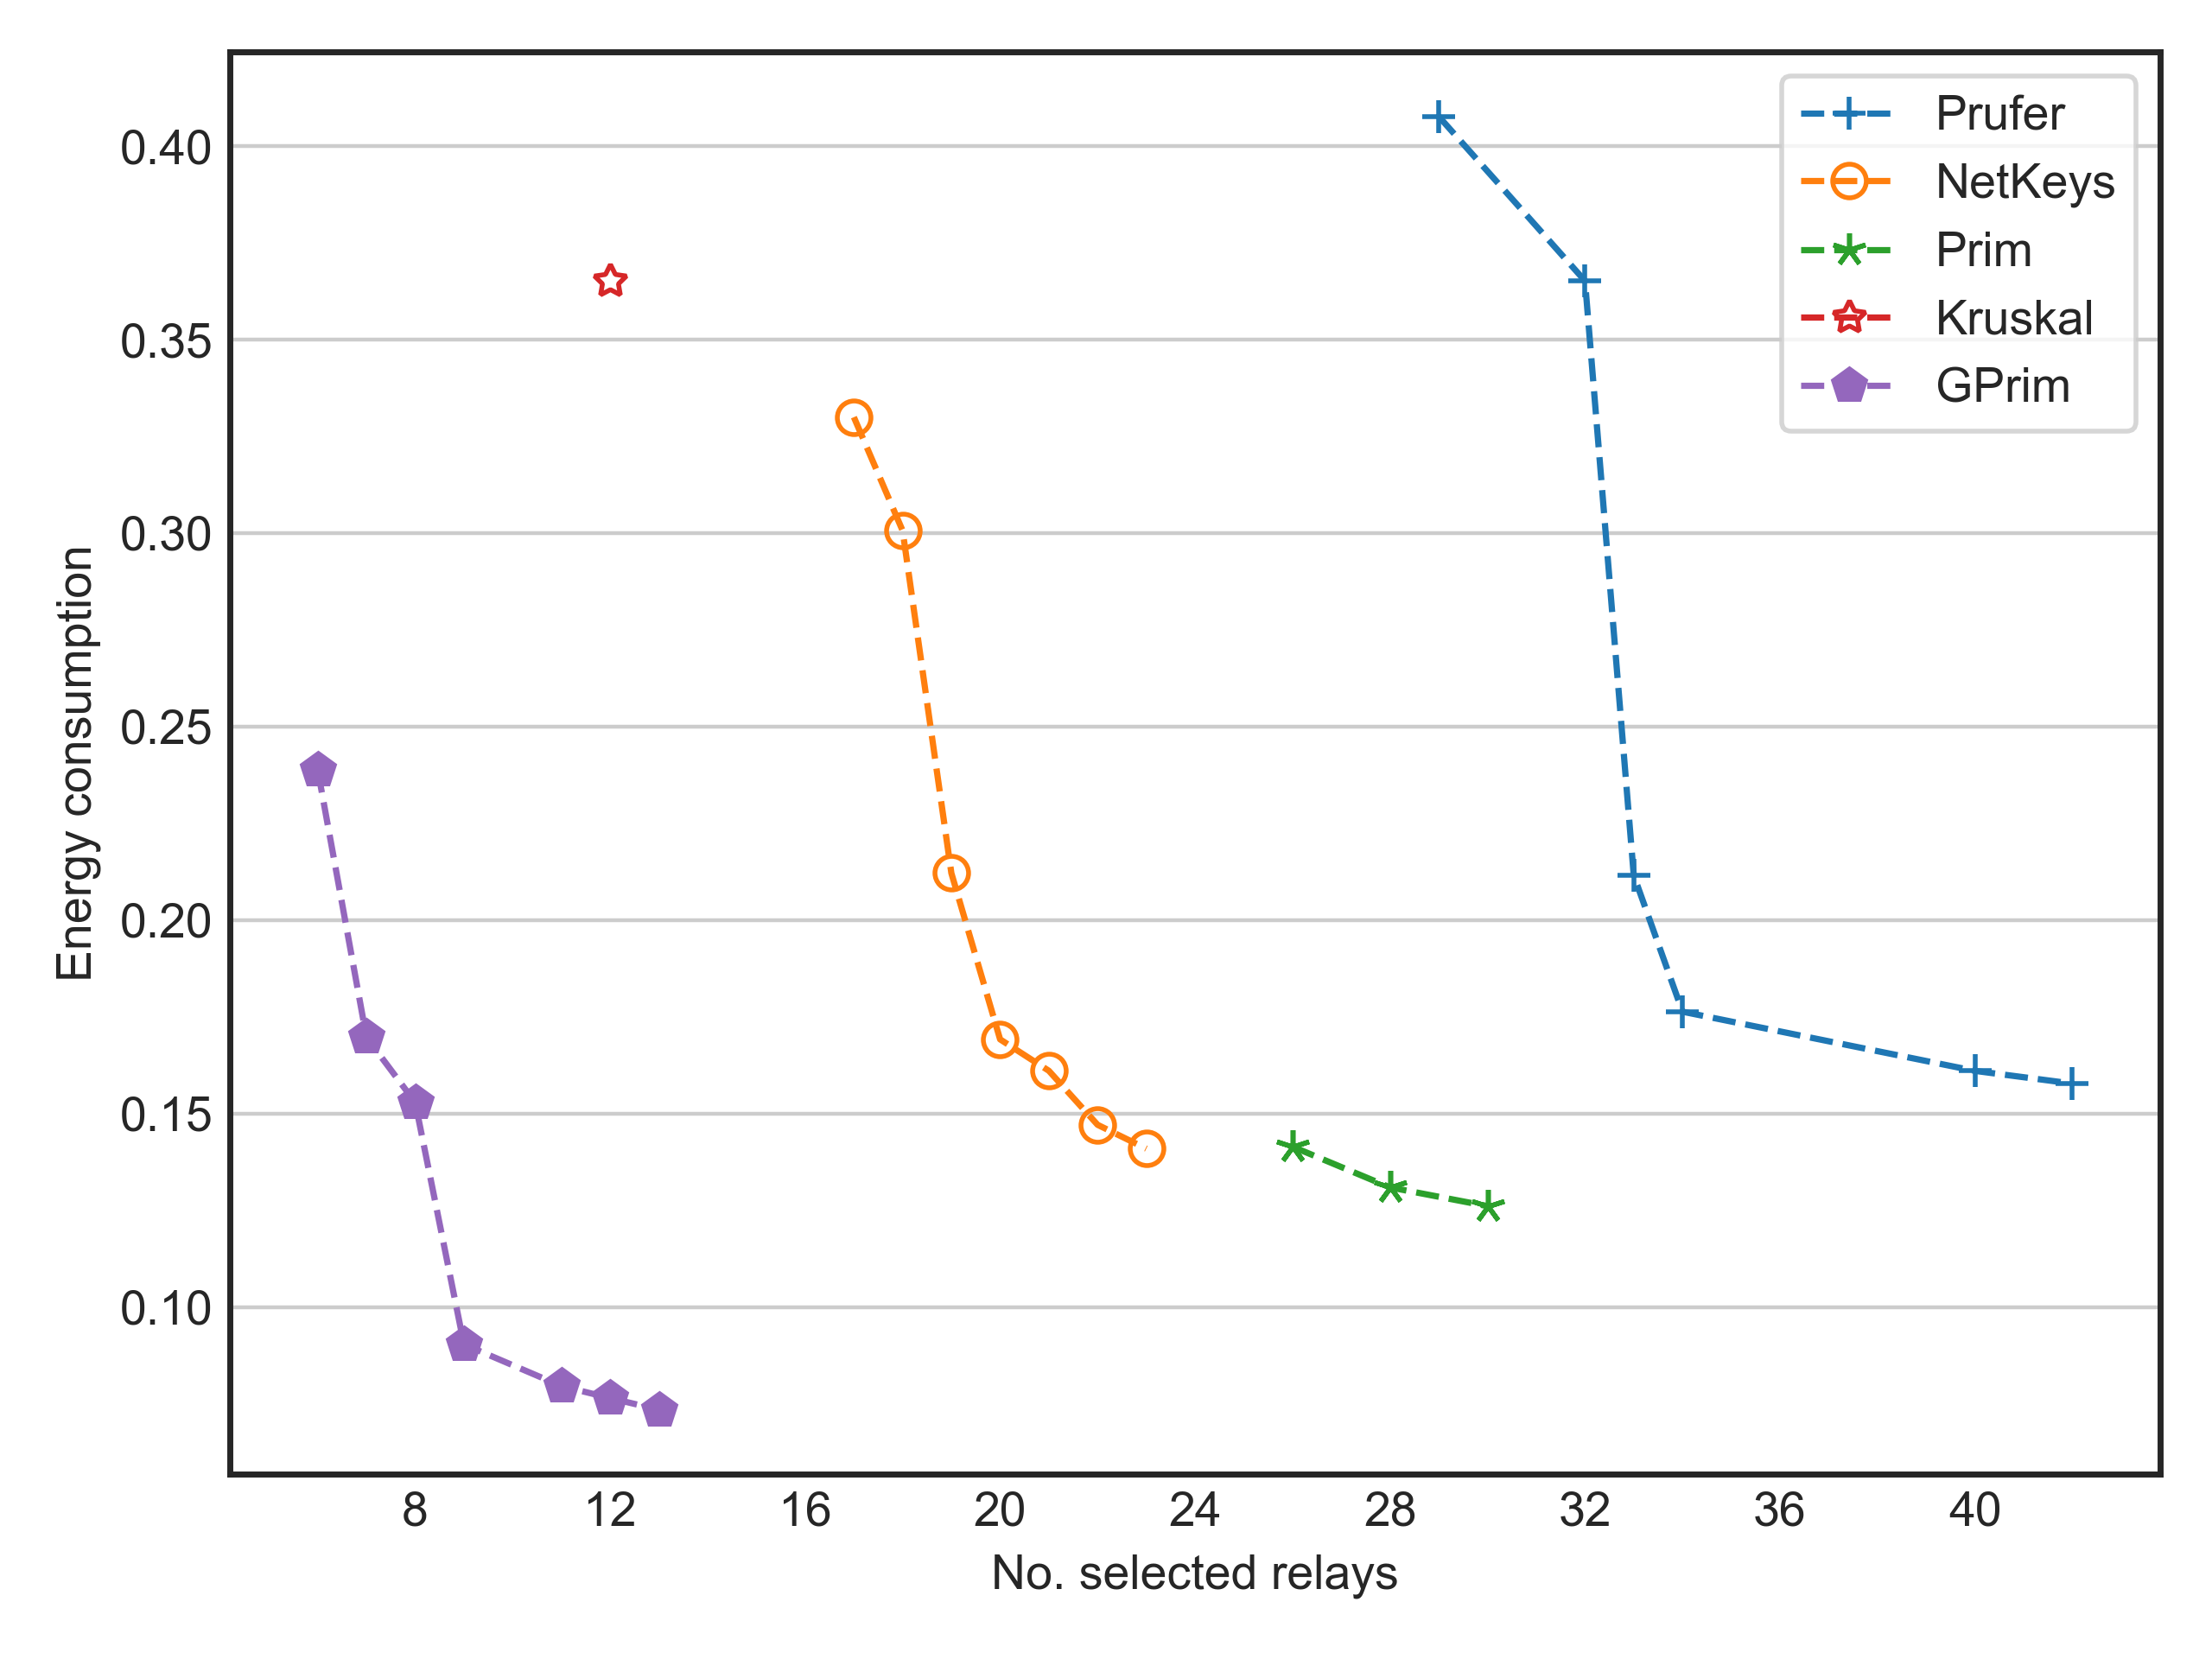 Prufer
NetKeys
Prim
Kruskal
GPrim
0.40
0.35
0.30
0.25
0.20
0.15
0.10
Energy consumption
8 12 16 20 24 28 32 36 40
No. selected relays